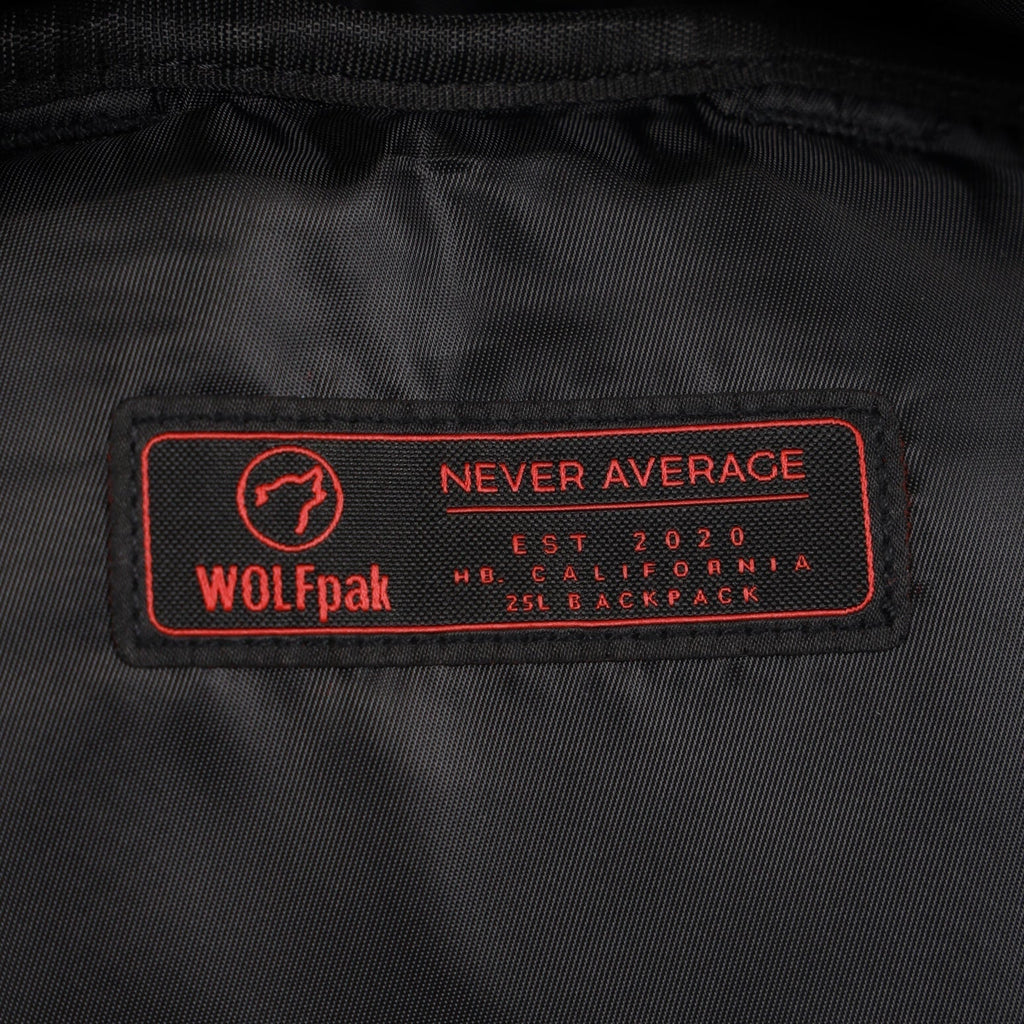 WOLFpak
NEVER AVERAGE
EST 2020
HB. CALIFORNIA
25L BACKPACK